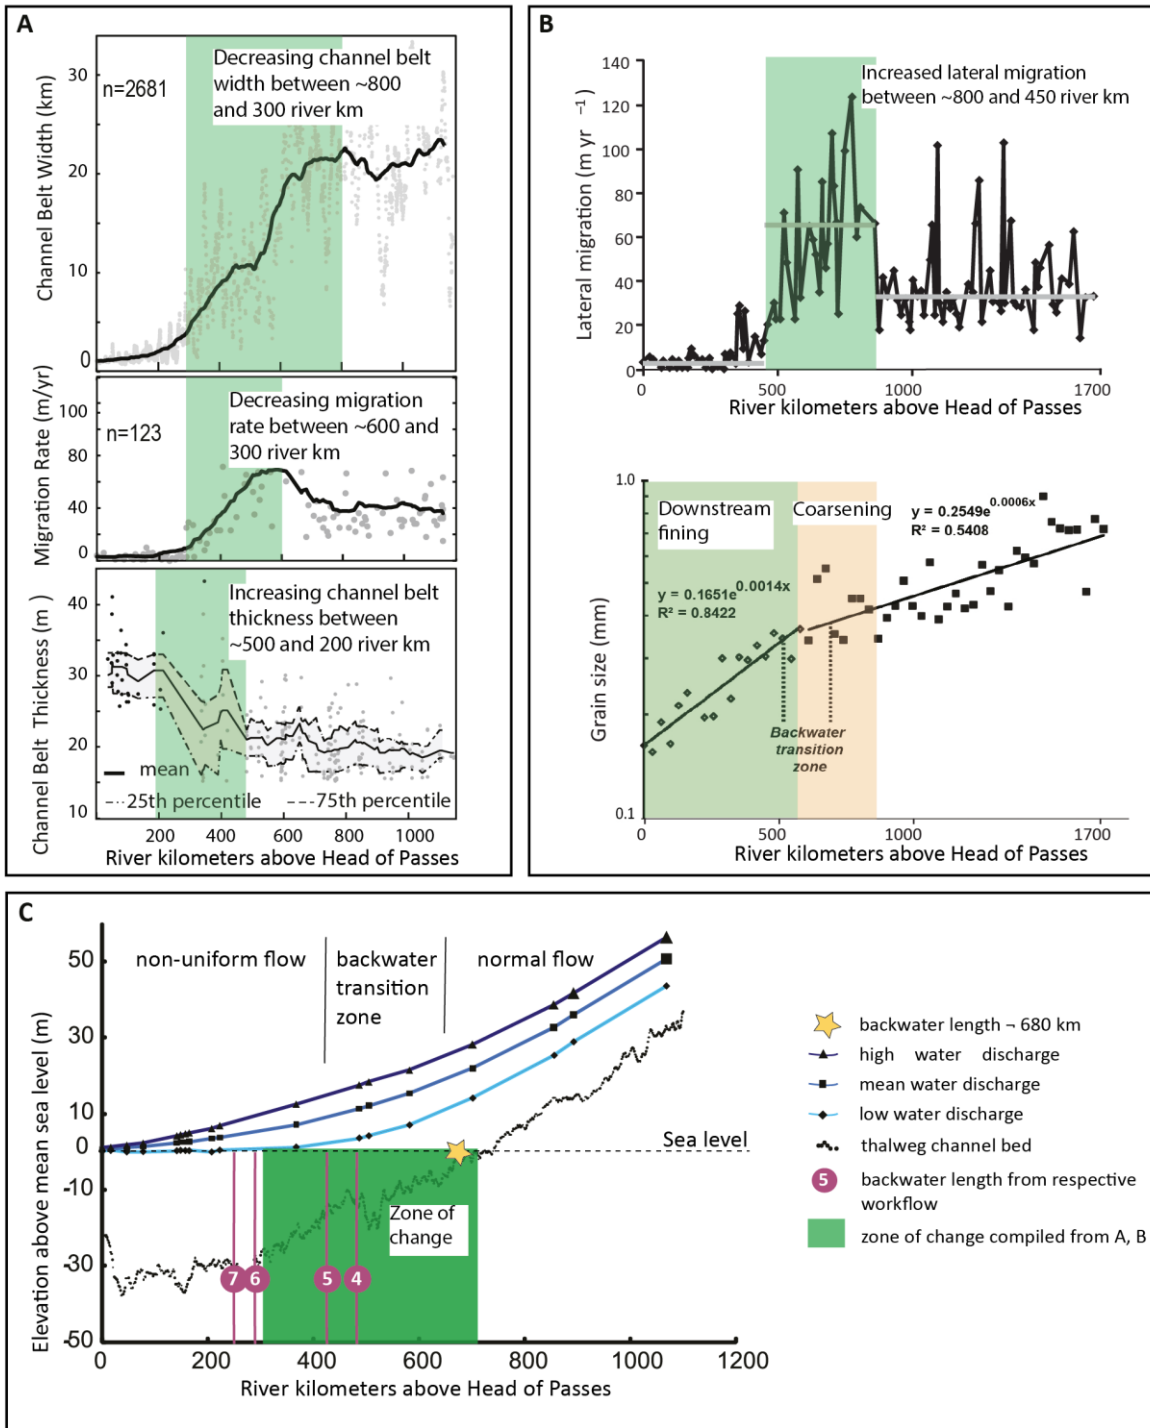 A
Channel Belt Width (km)
30
20
10
0
n=2681
Decreasing channel belt
width between ~800
and 300 river km
Migration Rate (m/yr)
100
80
40
0
n=123
Decreasing migration
rate between ~600 and
300 river km
Channel Belt Thickness (m )
40
30
20
10
Increasing channel belt
thickness between
~500 and 200 river km
mean
25th percentile
75th percentile
200 400 600 800 1000
River kilometers above Head of Passes
B
Lateral migration (m yr ⁻¹)
140
120
100
80
60
40
20
0
Increased lateral migration
between ~800 and 450 river km
0 500 1000 1700
River kilometers above Head of Passes
Grain size (mm)
1.0
0.1
Downstream
fining
Coarsening
y = 0.2549e^0.0006x
R² = 0.5408
y = 0.1651e^0.0014x
R² = 0.8422
Backwater
transition
zone
0 500 1000 1700
River kilometers above Head of Passes
C
Elevation above mean sea level (m)
50
30
10
0
-10
-30
-50
non-uniform flow
backwater
transition
zone
normal flow
Sea level
Zone of
change
7 6 5 4
0 200 400 600 800 1000 1200
River kilometers above Head of Passes
backwater length ~ 680 km
high water discharge
mean water discharge
low water discharge
thalweg channel bed
5 backwater length from respective
workflow
zone of change compiled from A, B